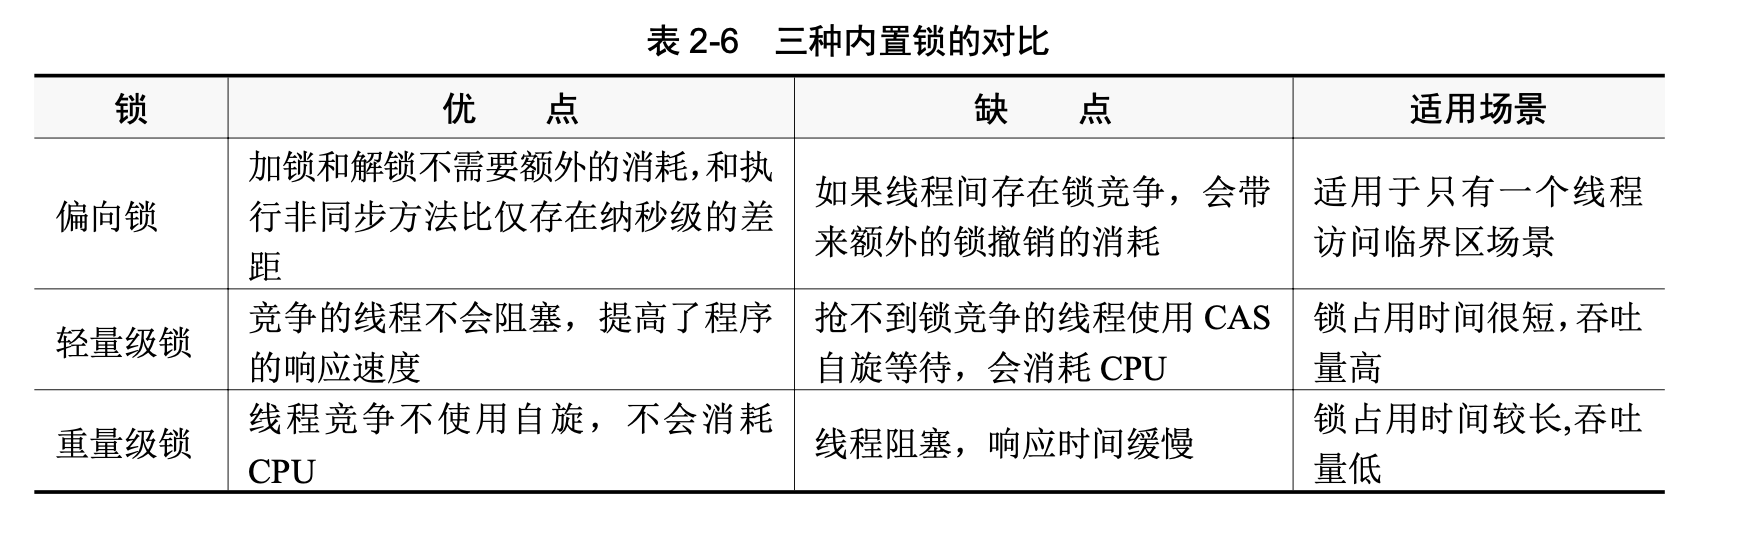 表 2-6 三种内置锁的对比
锁 优 点 缺 点 适用场景
偏向锁
加锁和解锁不需要额外的消耗，和执
行非同步方法比仅存在纳秒级的差
距
如果线程间存在锁竞争，会带
来额外的锁撤销的消耗
适用于只有一个线程
访问临界区场景
轻量级锁
竞争的线程不会阻塞，提高了程序
的响应速度
抢不到锁竞争的线程使用 CAS
自旋等待，会消耗 CPU
锁占用时间很短，吞吐
量高
重量级锁
线程竞争不使用自旋，不会消耗
CPU
线程阻塞，响应时间缓慢
锁占用时间较长,吞吐
量低